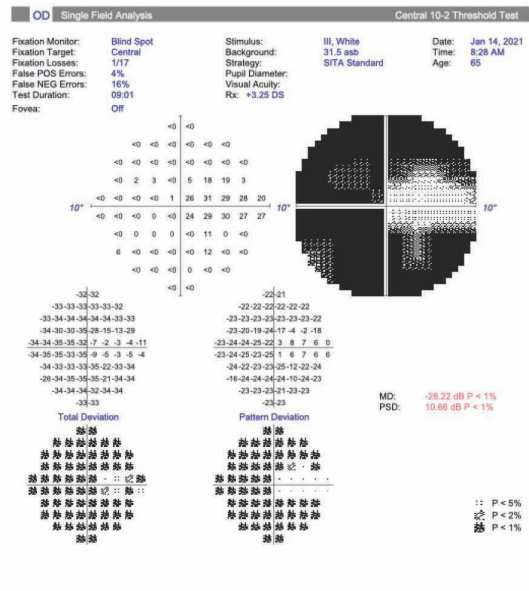 OD Single Field Analysis Central 10-2 Threshold Test
Fixation Monitor: Blind Spot Stimulus: III, White Date: Jan 14, 2021
Fixation Target: Central Background: 31.5 asb Time: 8:28 AM
Fixation Losses: 1/17 Strategy: SITA Standard Age: 65
False POS Errors: 4% Pupil Diameter:
False NEG Errors: 16% Visual Acuity:
Test Duration: 09:01 Rx: +3.25 DS
Fovea: Off
<0 <0
<0 <0 <0 <0 <0 <0
<0 <0 <0 <0 <0 <0 <0 <0
<0 2 3 <0 5 18 19 3
<0 <0 <0 <0 1 26 31 29 28 20
10° 10° 10°
<0 <0 <0 0 <0 24 29 30 27 27
<0 0 0 0 <0 11 0 <0
6 <0 <0 <0 <0 12 <0 <0
<0 <0 <0 0 <0 <0
<0 <0
-32 -32 -22 -21
-33 -33 -33 -33 -33 -32 -22 -22 -22 -22 -22 -22
-33 -34 -34 -34 -34 -34 -33 -33 -23 -23 -23 -23 -23 -23 -23 -22
-34 -30 -30 -35 -28 -15 -13 -29 -23 -20 -19 -24 -17 -4 -2 -18
-34 -34 -35 -35 -32 -7 -2 -3 -4 -11 -23 -24 -24 -25 -22 3 8 7 6 0
-34 -35 -35 -33 -35 -9 -5 -3 -5 -4 -23 -24 -25 -23 -25 1 6 7 6 6
-34 -33 -33 -33 -35 -22 -33 -34 -24 -22 -23 -23 -25 -12 -22 -24
-26 -34 -35 -35 -35 -21 -34 -34 -16 -24 -24 -24 -24 -10 -24 -23
-34 -34 -34 -32 -34 -34 -23 -23 -23 -21 -23 -23
-33 -33 -23 -23
MD: -28.22 dB P < 1%
PSD: 10.66 dB P < 1%
Total Deviation Pattern Deviation
P < 5%
P < 2%
P < 1%